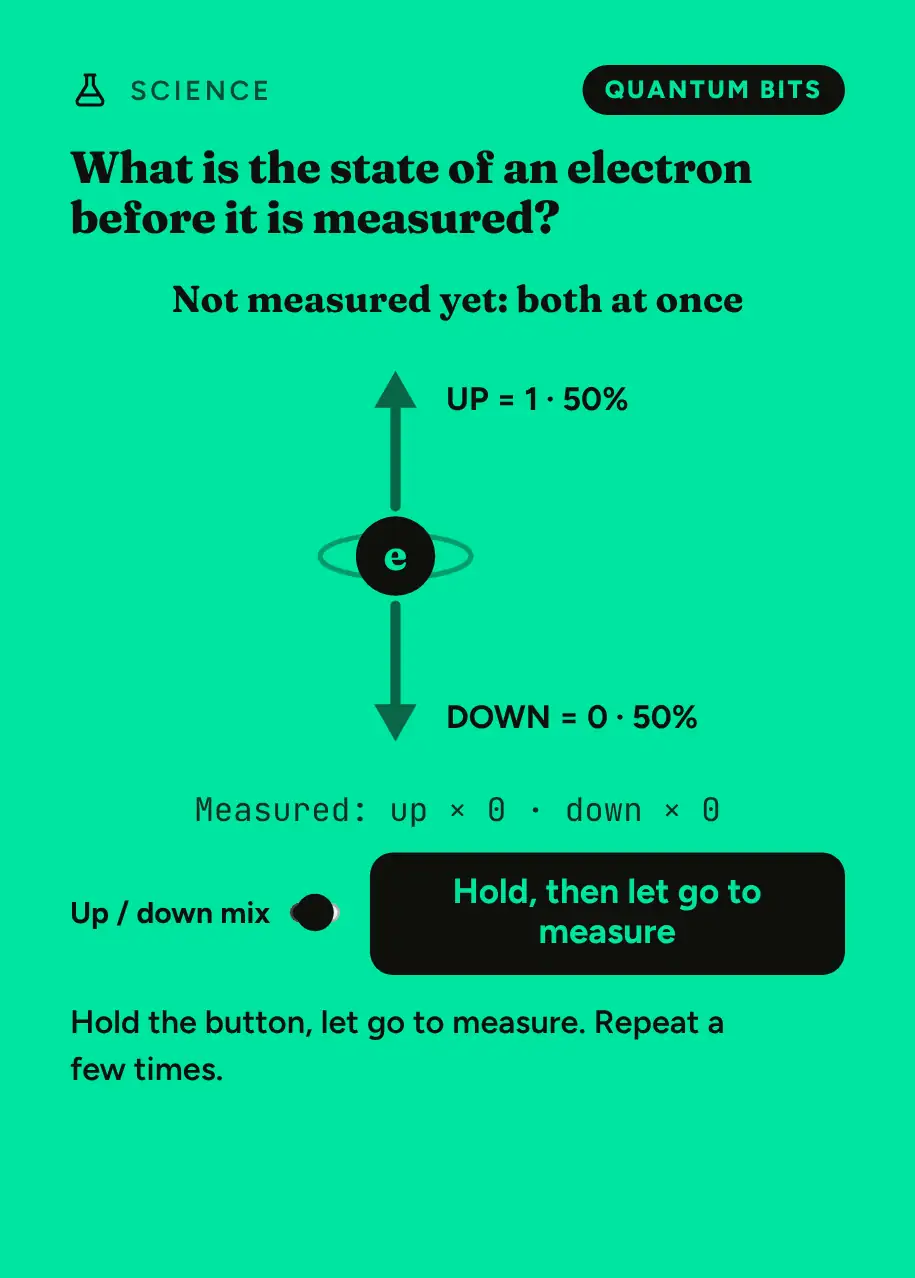 SCIENCE
QUANTUM BITS
What is the state of an electron
before it is measured?
Not measured yet: both at once
UP = 1 · 50%
e
DOWN = 0 · 50%
Measured: up × 0 · down × 0
Up / down mix
Hold, then let go to
measure
Hold the button, let go to measure. Repeat a
few times.